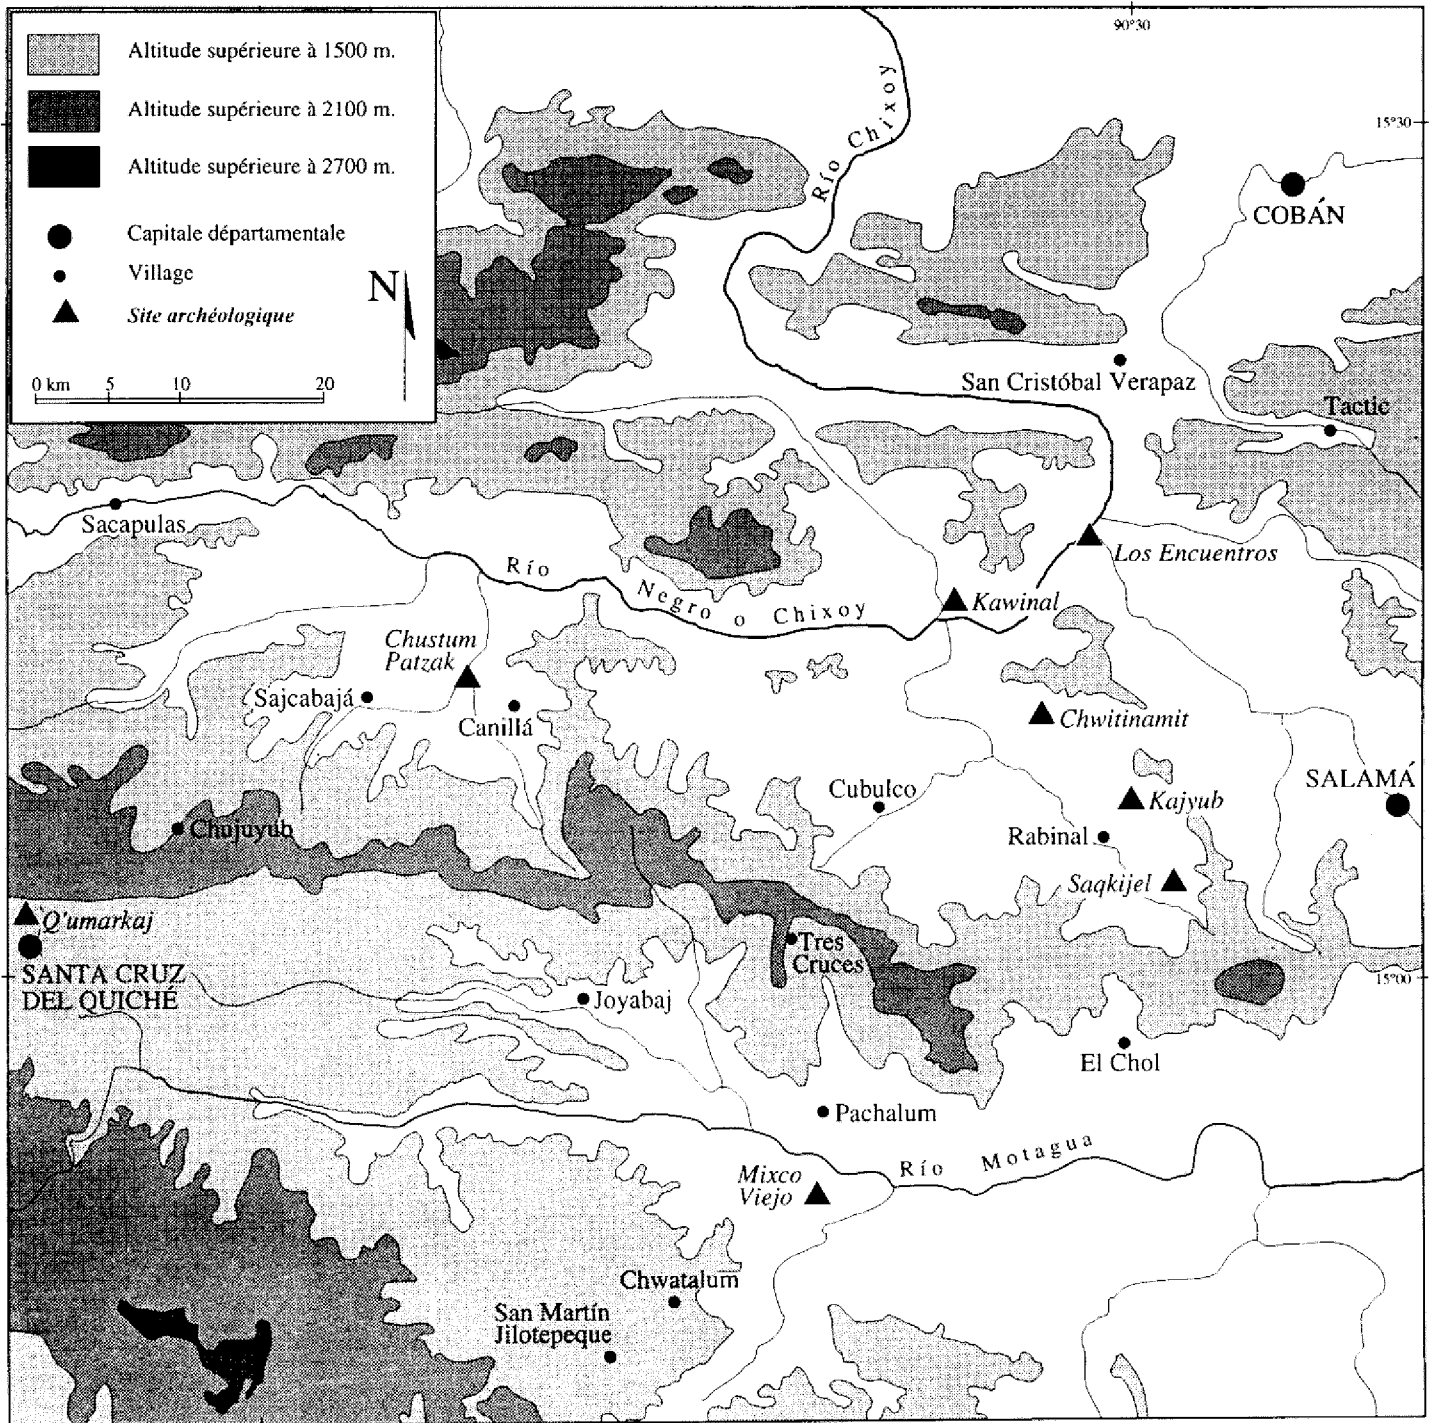 Altitude supérieure à 1500 m.
Altitude supérieure à 2100 m.
Altitude supérieure à 2700 m.
Capitale départamentale
Village
Site archéologique
N
0 km 5 10 20
90°30
15°30
Río Chixoy
COBÁN
San Cristóbal Verapaz
Tactic
Sacapulas
Los Encuentros
Río Negro o Chixoy
Kawinal
Chustum
Patzak
Sajcabajá
Canillá
Chwitinamit
SALAMÁ
Cubulco
Kajyub
Chujuyub
Rabinal
Saqkijel
Q'umarkaj
Tres
Cruces
SANTA CRUZ
DEL QUICHÉ
15°00
Joyabaj
El Chol
Pachalum
Río Motagua
Mixco
Viejo
Chwatalum
San Martín
Jilotepeque